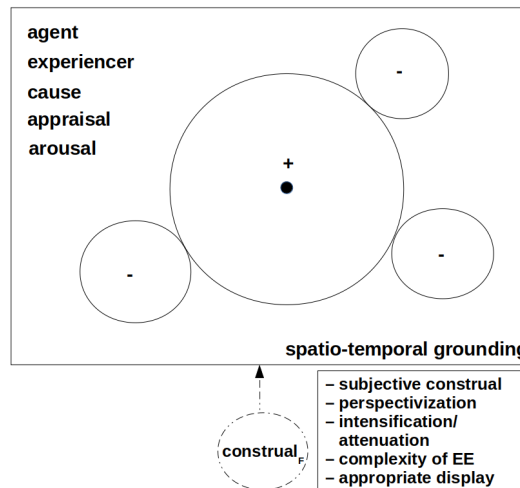 agent
experiencer
cause
appraisal
arousal
-
+
-
-
spatio-temporal grounding
construal F
– subjective construal
– perspectivization
– intensification/
attenuation
– complexity of EE
– appropriate display